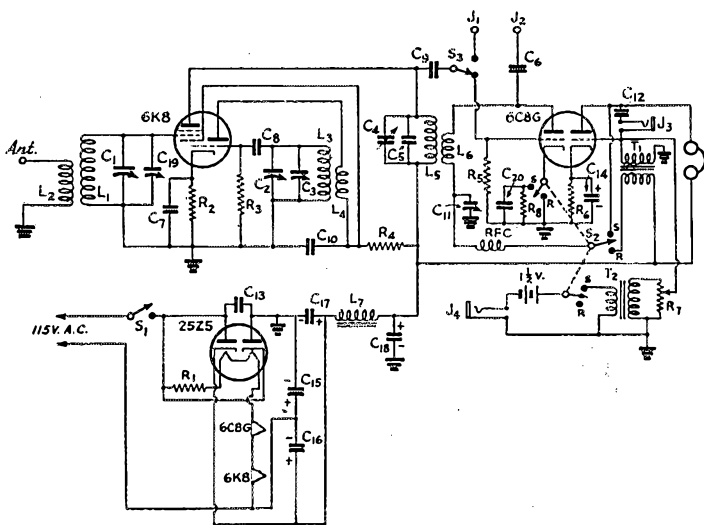 J1 J2
C9 S3 C6
6K8 6C8G C12
J3
Ant. C8 L3 C4 C5 T1
C1 C19 C2 C3 L5 L6 R5 C20 S C14
L2 L1 R2 R3 L4 R8 R R6 S
C7 C11 S2
C10 R4 RFC R
1½ V. S T2
C13 C17 L7 J4 R R7
S1 25Z5
115V. A.C. C18
R1 C15
6C8G C16
6K8